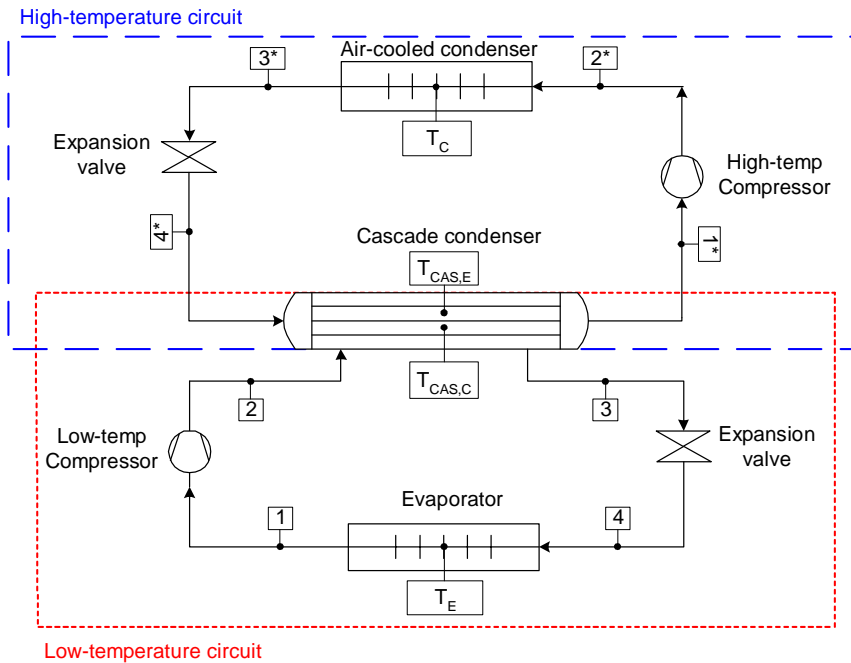 High-temperature circuit
Air-cooled condenser
3*
2*
T_C
Expansion
valve
High-temp
Compressor
4*
1*
Cascade condenser
T_CAS,E
T_CAS,C
2
3
Low-temp
Compressor
Expansion
valve
Evaporator
1
4
T_E
Low-temperature circuit